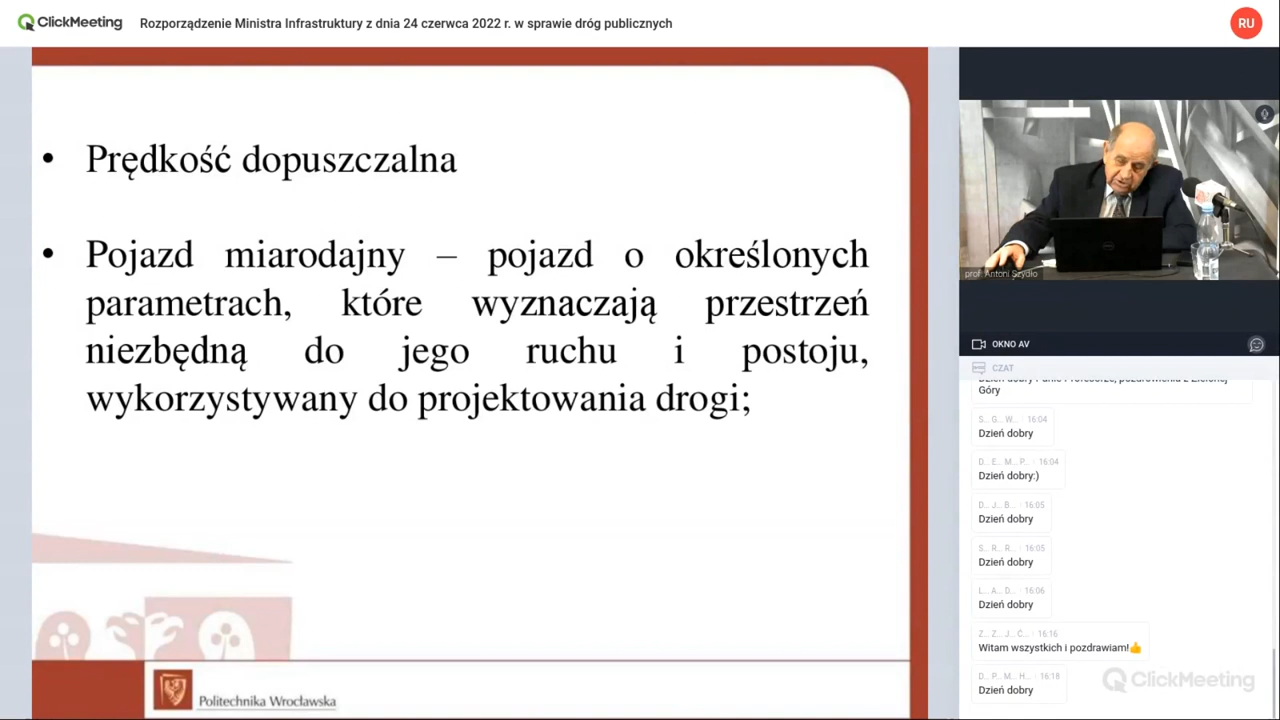 ClickMeeting
Rozporządzenie Ministra Infrastruktury z dnia 24 czerwca 2022 r. w sprawie dróg publicznych
RU
• Prędkość dopuszczalna
• Pojazd miarodajny – pojazd o określonych
parametrach, które wyznaczają przestrzeń
niezbędną do jego ruchu i postoju,
wykorzystywany do projektowania drogi;
Politechnika Wrocławska
prof. Antoni Szydło
OKNO AV
CZAT
Dzień dobry Panie Profesorze, pozdrowienia z Zielonej
Góry
S... G... W... 16:04
Dzień dobry
D... E... M... P... 16:04
Dzień dobry:)
D... J... B... 16:05
Dzień dobry
S... R... R... 16:05
Dzień dobry
L... A... D... 16:06
Dzień dobry
Z... Z... J... C... 16:16
Witam wszystkich i pozdrawiam!👍
D... P... M... H... 16:18
Dzień dobry
ClickMeeting